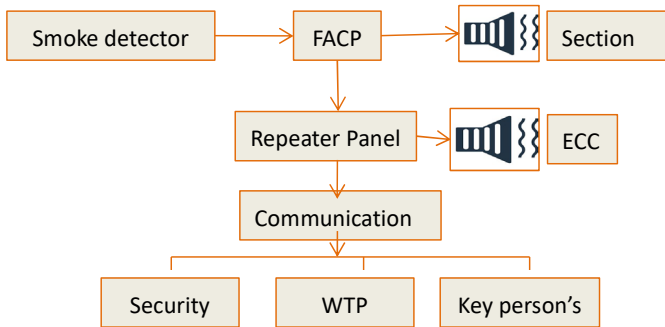 Smoke detector
FACP
Section
Repeater Panel
ECC
Communication
Security
WTP
Key person's